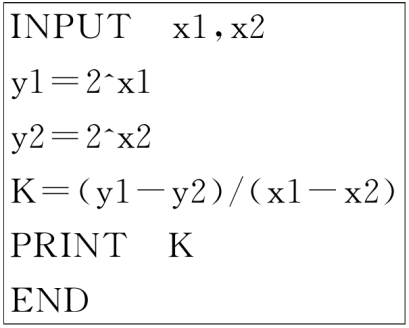 INPUT x1,x2
y1=2^x1
y2=2^x2
K=(y1-y2)/(x1-x2)
PRINT K
END